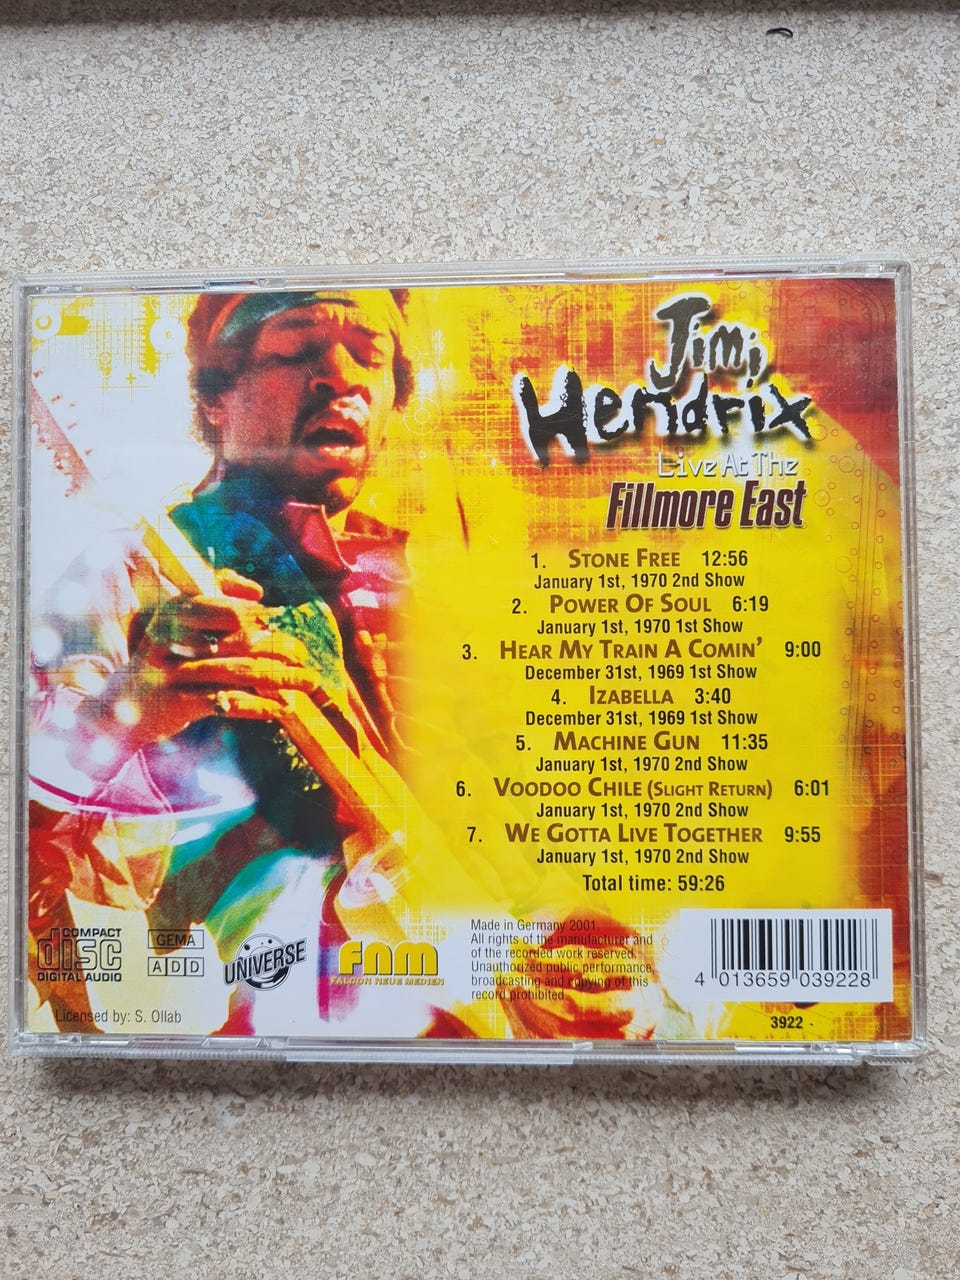 Jimi
Hendrix
Live At The
Fillmore East
1. STONE FREE 12:56
January 1st, 1970 2nd Show
2. POWER OF SOUL 6:19
January 1st, 1970 1st Show
3. HEAR MY TRAIN A COMIN' 9:00
December 31st, 1969 1st Show
4. IZABELLA 3:40
December 31st, 1969 1st Show
5. MACHINE GUN 11:35
January 1st, 1970 2nd Show
6. VOODOO CHILE (SLIGHT RETURN) 6:01
January 1st, 1970 2nd Show
7. WE GOTTA LIVE TOGETHER 9:55
January 1st, 1970 2nd Show
Total time: 59:26
COMPACT
disc
DIGITAL AUDIO
GEMA
ADD
UNIVERSE
FNM
FALCON NEUE MEDIEN
Made in Germany 2001.
All rights of the manufacturer and
of the recorded work reserved.
Unauthorized public performance,
broadcasting and copying of this
record prohibited.
4 013659 039228
3922
Licensed by: S. Ollab